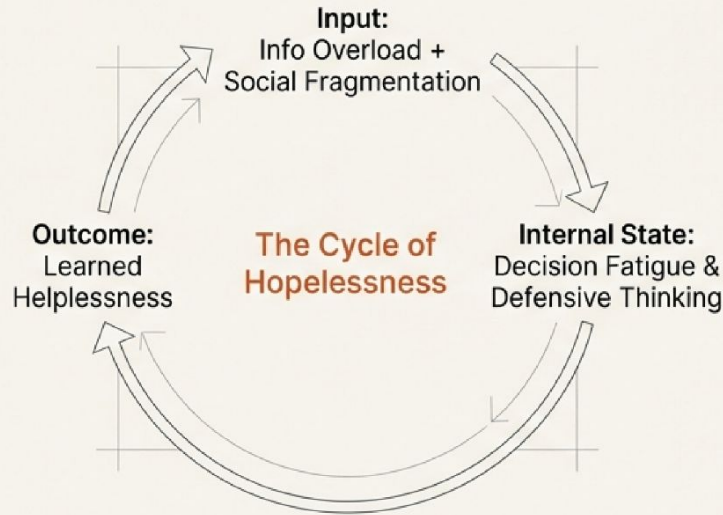 Input:
Info Overload +
Social Fragmentation
Outcome:
Learned
Helplessness
The Cycle of
Hopelessness
Internal State:
Decision Fatigue &
Defensive Thinking